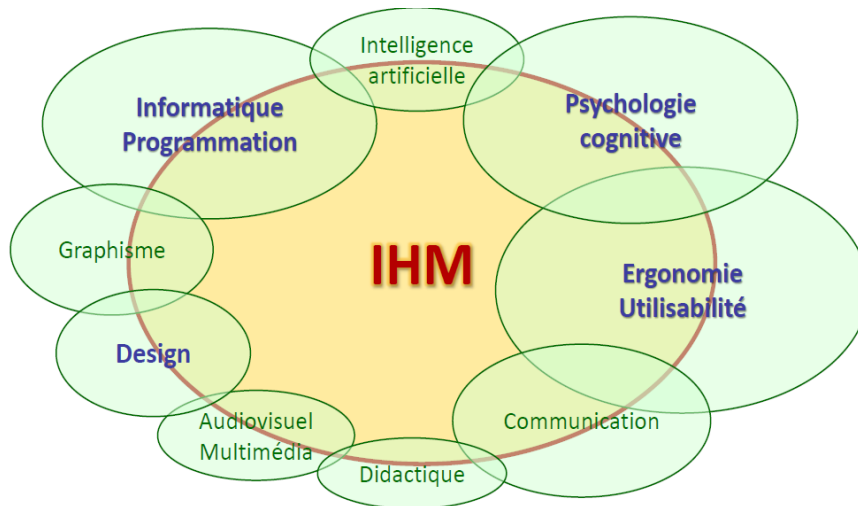 Intelligence
artificielle
Informatique
Programmation
Psychologie
cognitive
Graphisme
IHM
Ergonomie
Utilisabilité
Design
Audiovisuel
Multimédia
Communication
Didactique